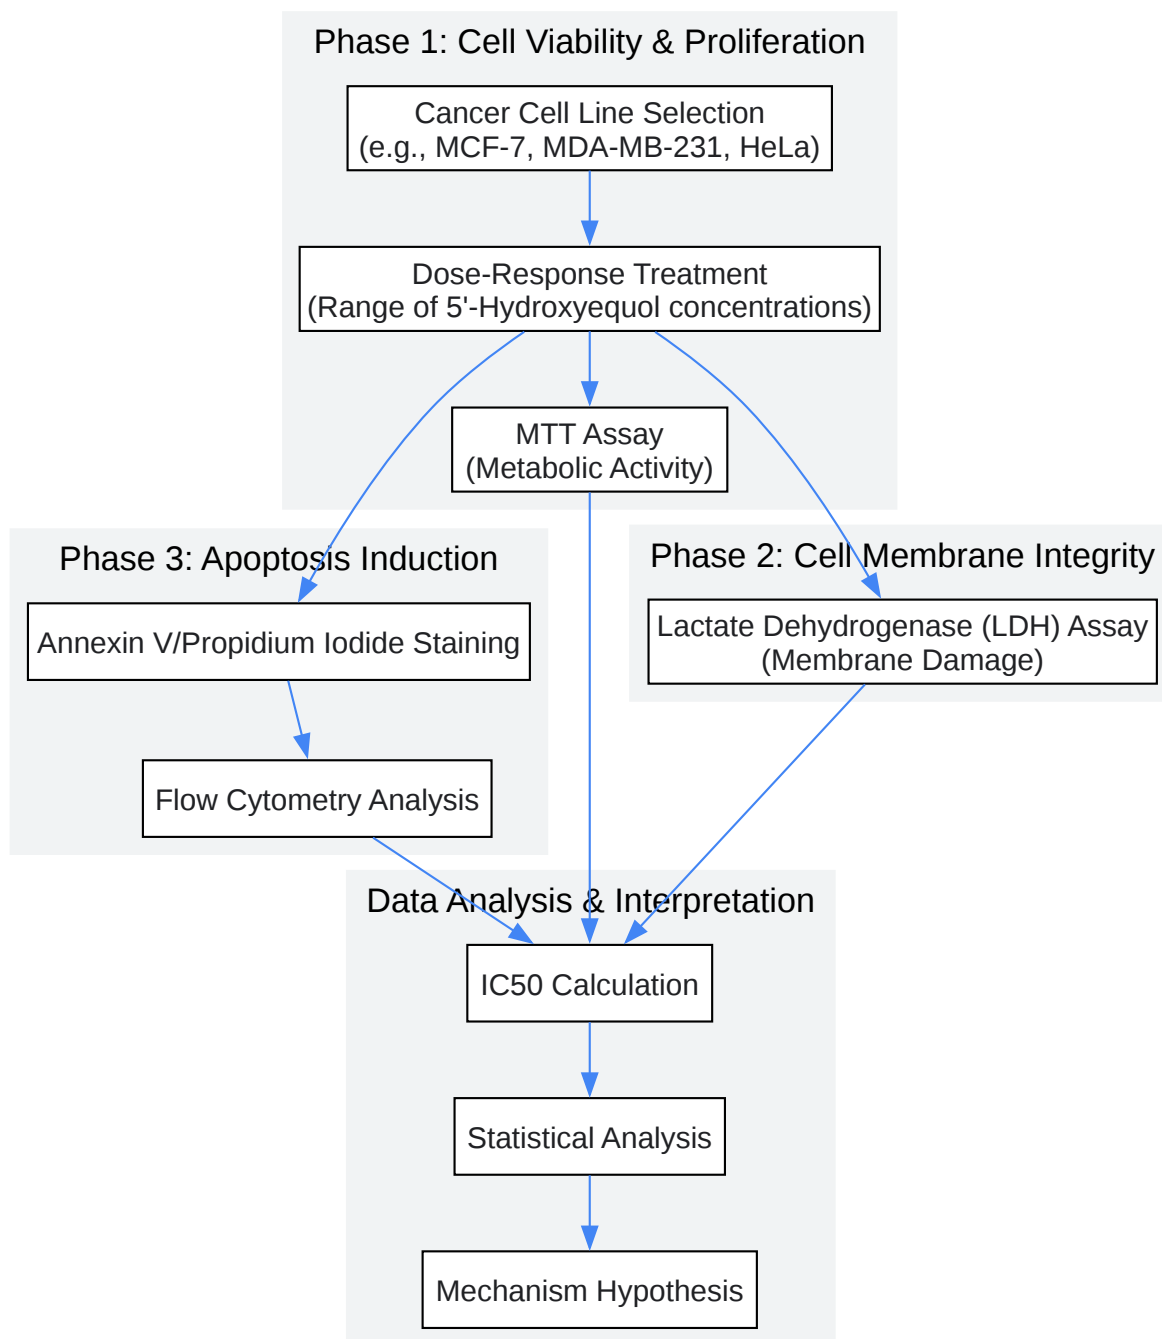 Phase 1: Cell Viability & Proliferation
Cancer Cell Line Selection
(e.g., MCF-7, MDA-MB-231, HeLa)
Dose-Response Treatment
(Range of 5'-Hydroxyequol concentrations)
MTT Assay
(Metabolic Activity)
Phase 3: Apoptosis Induction
Annexin V/Propidium Iodide Staining
Flow Cytometry Analysis
Phase 2: Cell Membrane Integrity
Lactate Dehydrogenase (LDH) Assay
(Membrane Damage)
Data Analysis & Interpretation
IC50 Calculation
Statistical Analysis
Mechanism Hypothesis